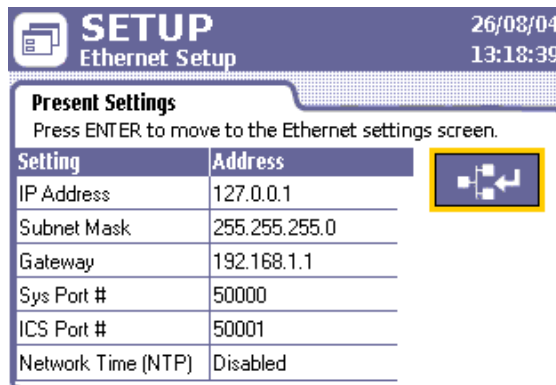 SETUP
26/08/04
Ethernet Setup
13:18:39
Present Settings
Press ENTER to move to the Ethernet settings screen.
Setting Address
IP Address 127.0.0.1
Subnet Mask 255.255.255.0
Gateway 192.168.1.1
Sys Port # 50000
ICS Port # 50001
Network Time (NTP) Disabled